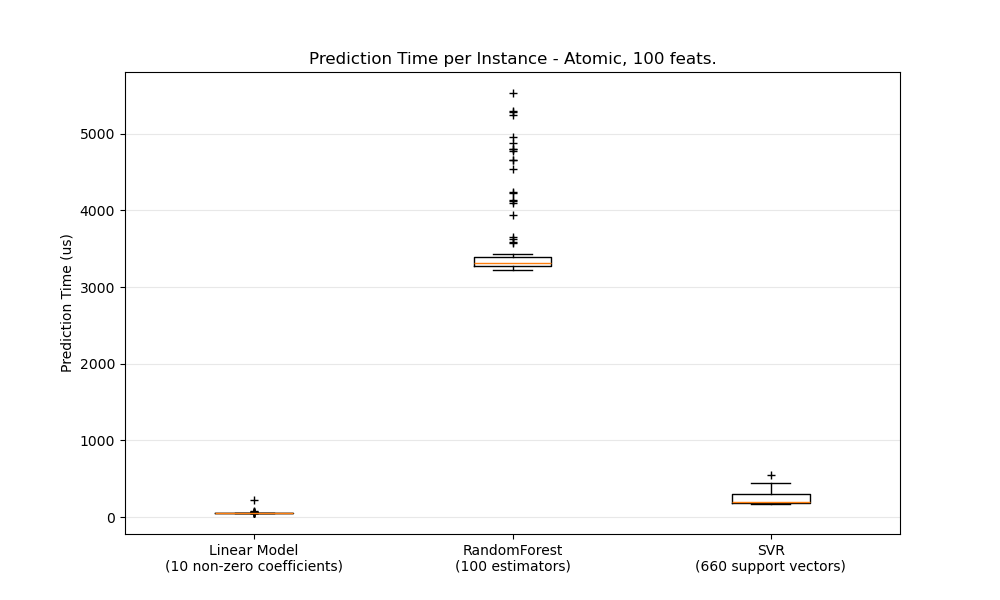 Prediction Time per Instance - Atomic, 100 feats.
Prediction Time (us)
5000
4000
3000
2000
1000
0
Linear Model
(10 non-zero coefficients)
RandomForest
(100 estimators)
SVR
(660 support vectors)